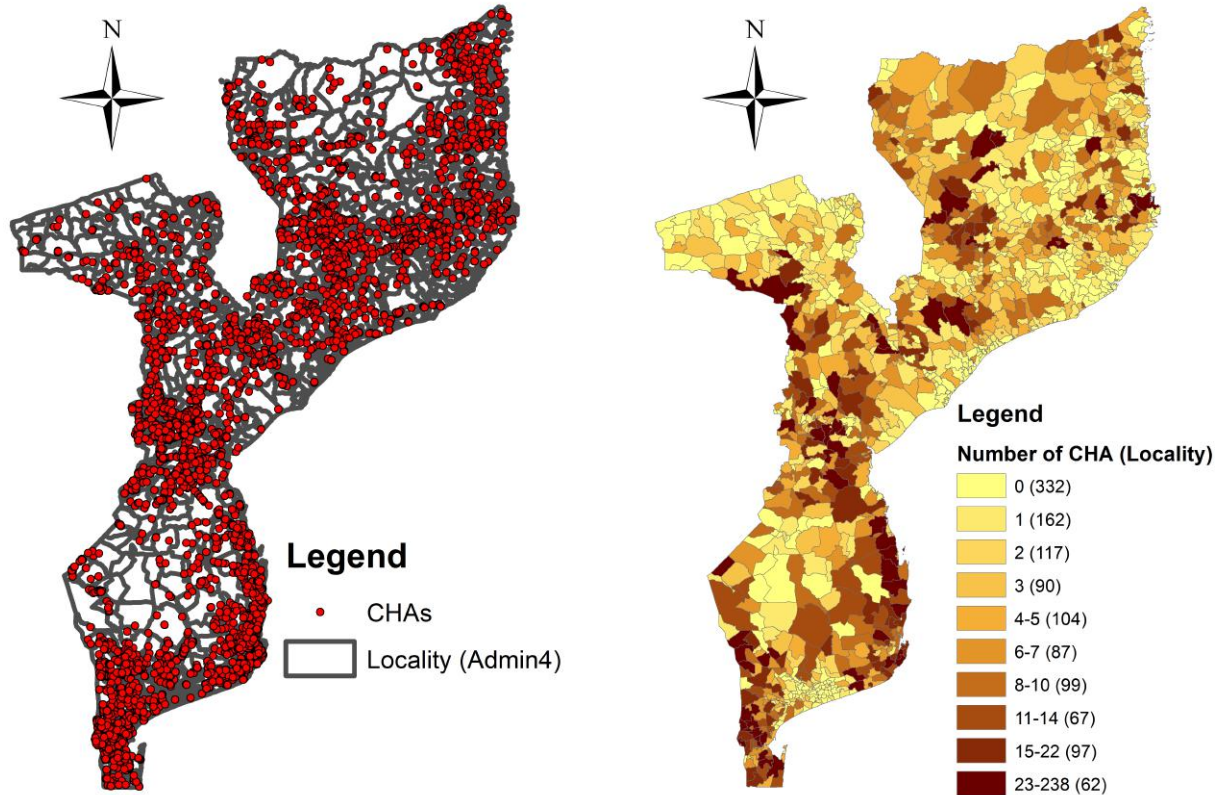 N
Legend
CHAs
Locality (Admin4)
N
Legend
Number of CHA (Locality)
0 (332)
1 (162)
2 (117)
3 (90)
4-5 (104)
6-7 (87)
8-10 (99)
11-14 (67)
15-22 (97)
23-238 (62)